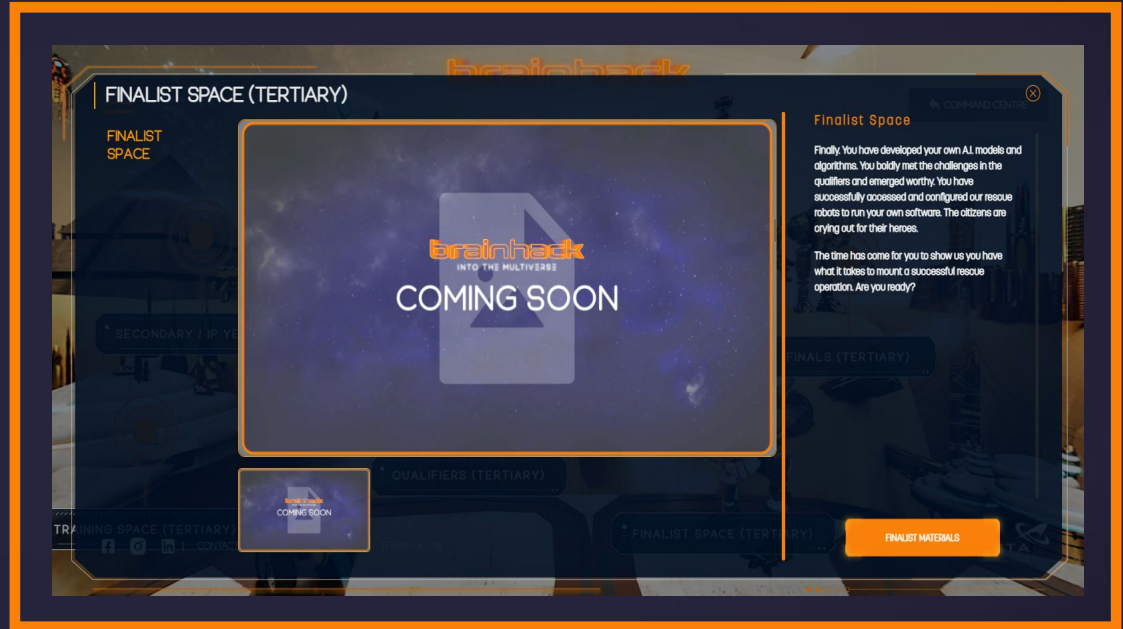 brainhack
FINALIST SPACE (TERTIARY)
COMMAND CENTRE
FINALIST
SPACE
brainhack
INTO THE MULTIVERSE
COMING SOON
Finalist Space
Finally. You have developed your own A.I. models and
algorithms. You boldly met the challenges in the
qualifiers and emerged worthy. You have
successfully accessed and configured our rescue
robots to run your own software. The citizens are
crying out for their heroes.
The time has come for you to show us you have
what it takes to mount a successful rescue
operation. Are you ready?
SECONDARY / IP YE
FINALS (TERTIARY)
QUALIFIERS (TERTIARY)
brainhack
COMING SOON
TRAINING SPACE (TERTIARY)
FINALIST SPACE (TERTIARY)
FINALIST MATERIALS
CONTACT